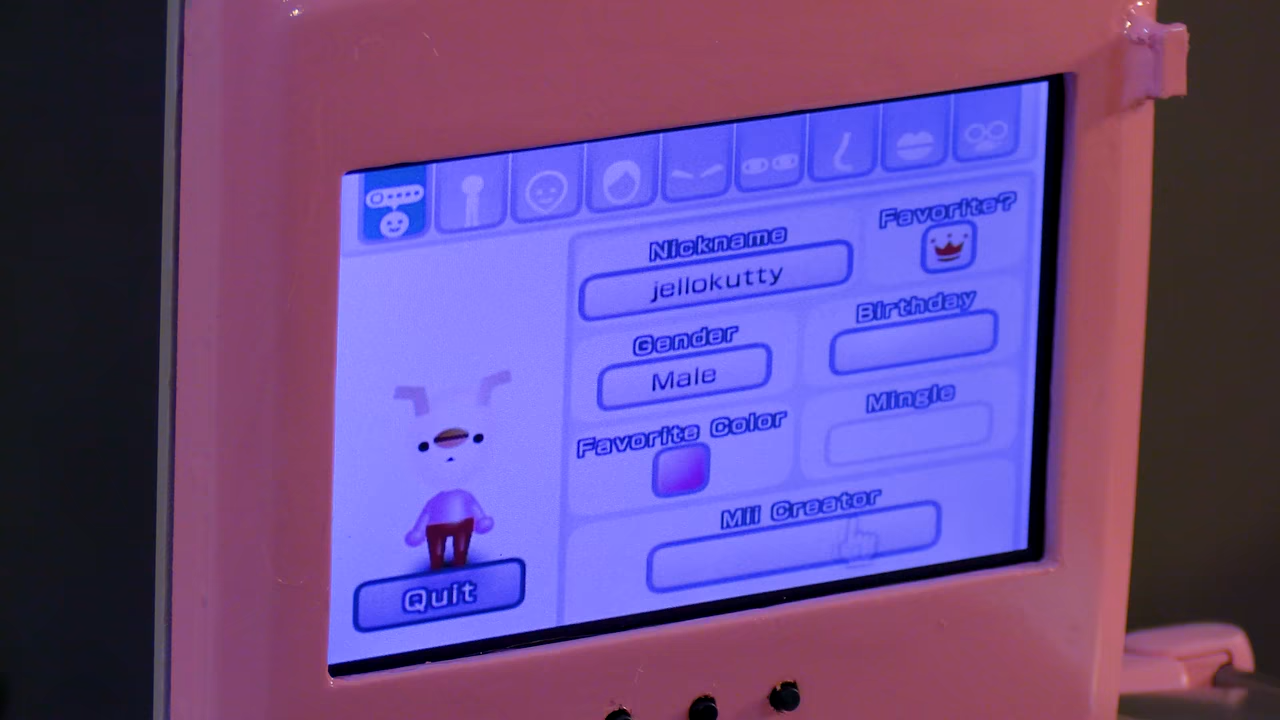 Favorite?
Nickname
jellokutty
Birthday
Gender
Male
Mingle
Favorite Color
Mii Creator
Quit